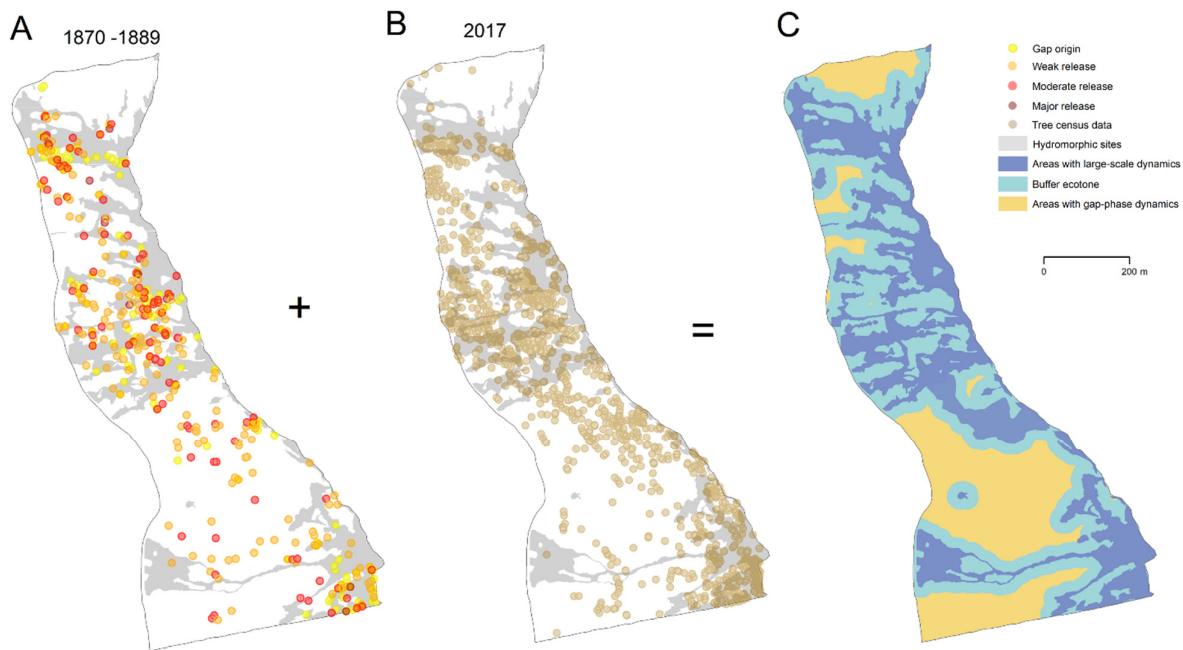 A
1870 -1889
B
2017
C
Gap origin
Weak release
Moderate release
Major release
Tree census data
Hydromorphic sites
Areas with large-scale dynamics
Buffer ecotone
Areas with gap-phase dynamics
0 200 m
+
=